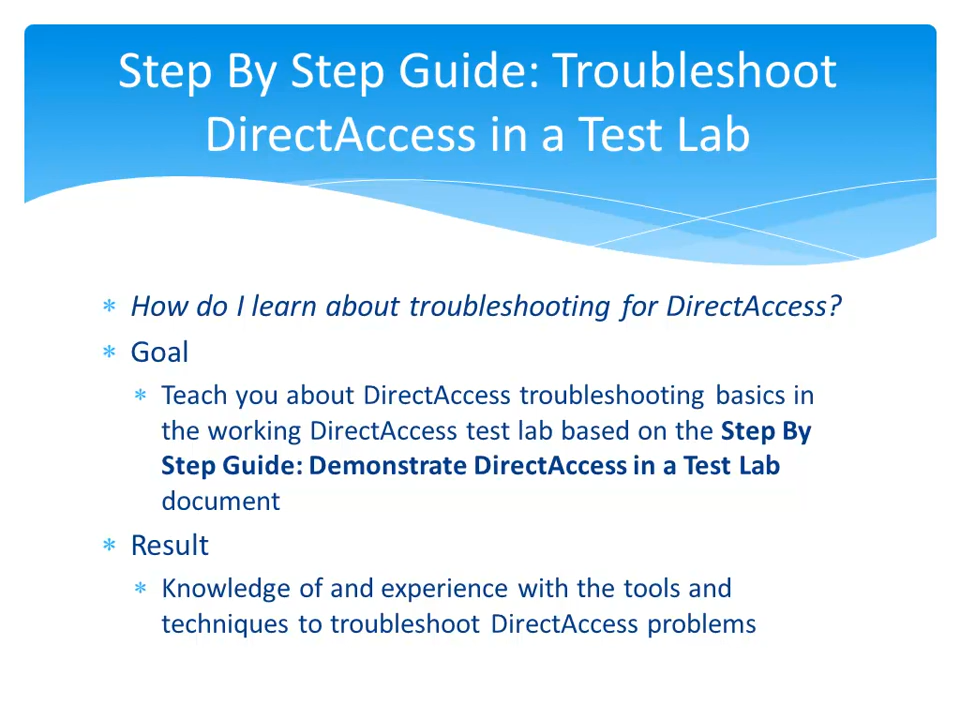 Step By Step Guide: Troubleshoot
DirectAccess in a Test Lab
* How do I learn about troubleshooting for DirectAccess?
* Goal
* Teach you about DirectAccess troubleshooting basics in
the working DirectAccess test lab based on the Step By
Step Guide: Demonstrate DirectAccess in a Test Lab
document
* Result
* Knowledge of and experience with the tools and
techniques to troubleshoot DirectAccess problems